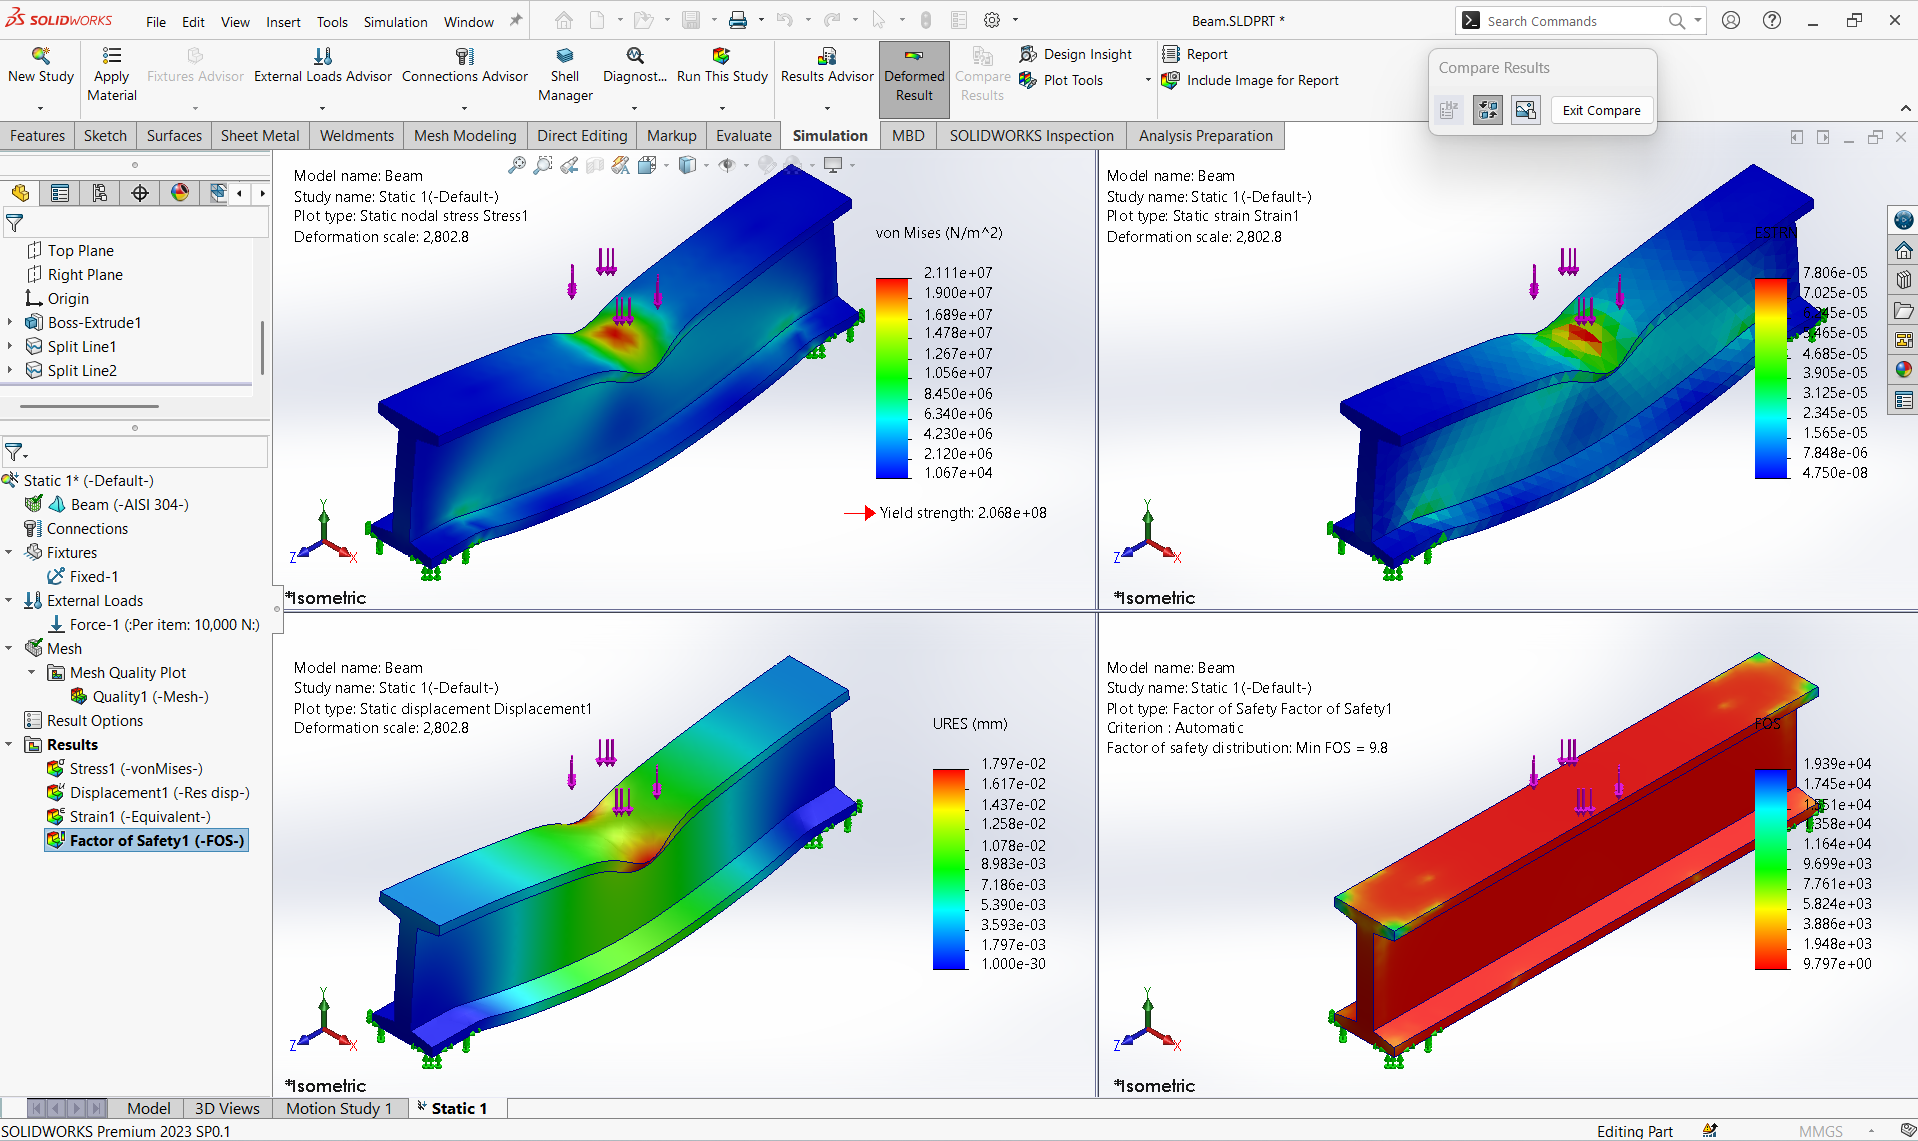 SOLIDWORKS File Edit View Insert Tools Simulation Window Beam.SLDPRT * Search Commands
New Study
Apply Material
Fixtures Advisor
External Loads Advisor
Connections Advisor
Shell Manager
Diagnost...
Run This Study
Results Advisor
Deformed Result
Compare Results
Design Insight
Plot Tools
Report
Include Image for Report
Compare Results
Exit Compare
Features Sketch Surfaces Sheet Metal Weldments Mesh Modeling Direct Editing Markup Evaluate Simulation MBD SOLIDWORKS Inspection Analysis Preparation
Top Plane
Right Plane
Origin
Boss-Extrude1
Split Line1
Split Line2
Static 1* (-Default-)
Beam (-AISI 304-)
Connections
Fixtures
Fixed-1
External Loads
Force-1 (:Per item: 10,000 N:)
Mesh
Mesh Quality Plot
Quality1 (-Mesh-)
Result Options
Results
Stress1 (-vonMises-)
Displacement1 (-Res disp-)
Strain1 (-Equivalent-)
Factor of Safety1 (-FOS-)
Model name: Beam
Study name: Static 1(-Default-)
Plot type: Static nodal stress Stress1
Deformation scale: 2,802.8
von Mises (N/m^2)
2.111e+07
1.900e+07
1.689e+07
1.478e+07
1.267e+07
1.056e+07
8.450e+06
6.340e+06
4.230e+06
2.120e+06
1.067e+04
Yield strength: 2.068e+08
Y
Z
X
*Isometric
Model name: Beam
Study name: Static 1(-Default-)
Plot type: Static strain Strain1
Deformation scale: 2,802.8
ESTRN
7.806e-05
7.025e-05
6.245e-05
5.465e-05
4.685e-05
3.905e-05
3.125e-05
2.345e-05
1.565e-05
7.848e-06
4.750e-08
Y
Z
X
*Isometric
Model name: Beam
Study name: Static 1(-Default-)
Plot type: Static displacement Displacement1
Deformation scale: 2,802.8
URES (mm)
1.797e-02
1.617e-02
1.437e-02
1.258e-02
1.078e-02
8.983e-03
7.186e-03
5.390e-03
3.593e-03
1.797e-03
1.000e-30
Y
Z
X
*Isometric
Model name: Beam
Study name: Static 1(-Default-)
Plot type: Factor of Safety Factor of Safety1
Criterion : Automatic
Factor of safety distribution: Min FOS = 9.8
FOS
1.939e+04
1.745e+04
1.551e+04
1.358e+04
1.164e+04
9.699e+03
7.761e+03
5.824e+03
3.886e+03
1.948e+03
9.797e+00
Y
Z
X
*Isometric
Model 3D Views Motion Study 1 Static 1
SOLIDWORKS Premium 2023 SP0.1 Editing Part MMGS